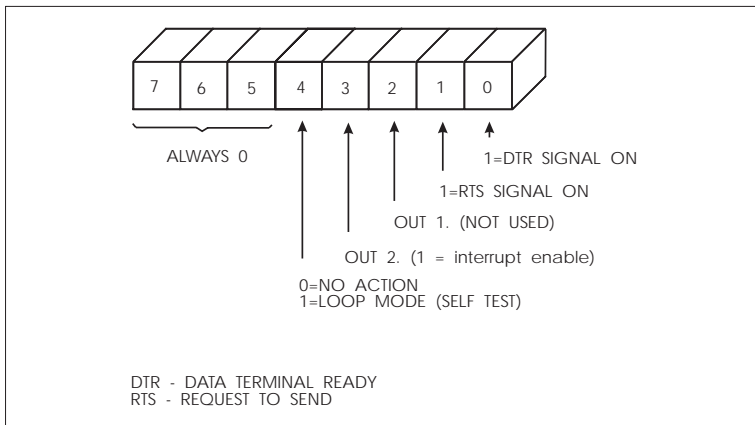 7 6 5 4 3 2 1 0
ALWAYS 0
1=DTR SIGNAL ON
1=RTS SIGNAL ON
OUT 1. (NOT USED)
OUT 2. (1 = interrupt enable)
0=NO ACTION
1=LOOP MODE (SELF TEST)
DTR - DATA TERMINAL READY
RTS - REQUEST TO SEND